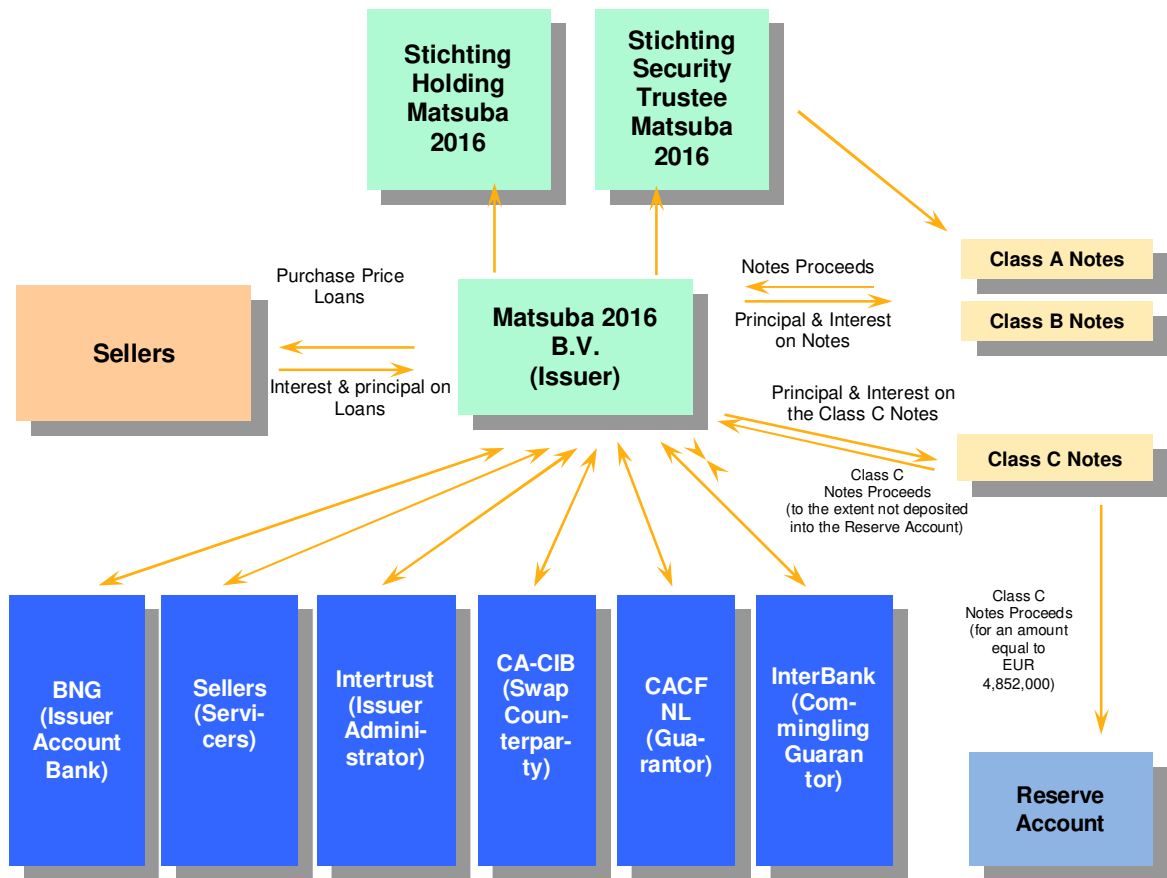 Stichting
Holding
Matsuba
2016
Stichting
Security
Trustee
Matsuba
2016
Purchase Price
Loans
Sellers
Interest & principal on
Loans
Matsuba 2016
B.V.
(Issuer)
Notes Proceeds
Principal & Interest
on Notes
Class A Notes
Class B Notes
Principal & Interest on
the Class C Notes
Class C Notes
Class C
Notes Proceeds
(to the extent not deposited
into the Reserve Account)
Class C
Notes Proceeds
(for an amount
equal to
EUR
4,852,000)
BNG
(Issuer
Account
Bank)
Sellers
(Servi-
cers)
Intertrust
(Issuer
Admini-
strator)
CA-CIB
(Swap
Coun-
terpar-
ty)
CACF
NL
(Gua-
rantor)
InterBank
(Com-
mingling
Guaran
tor)
Reserve
Account